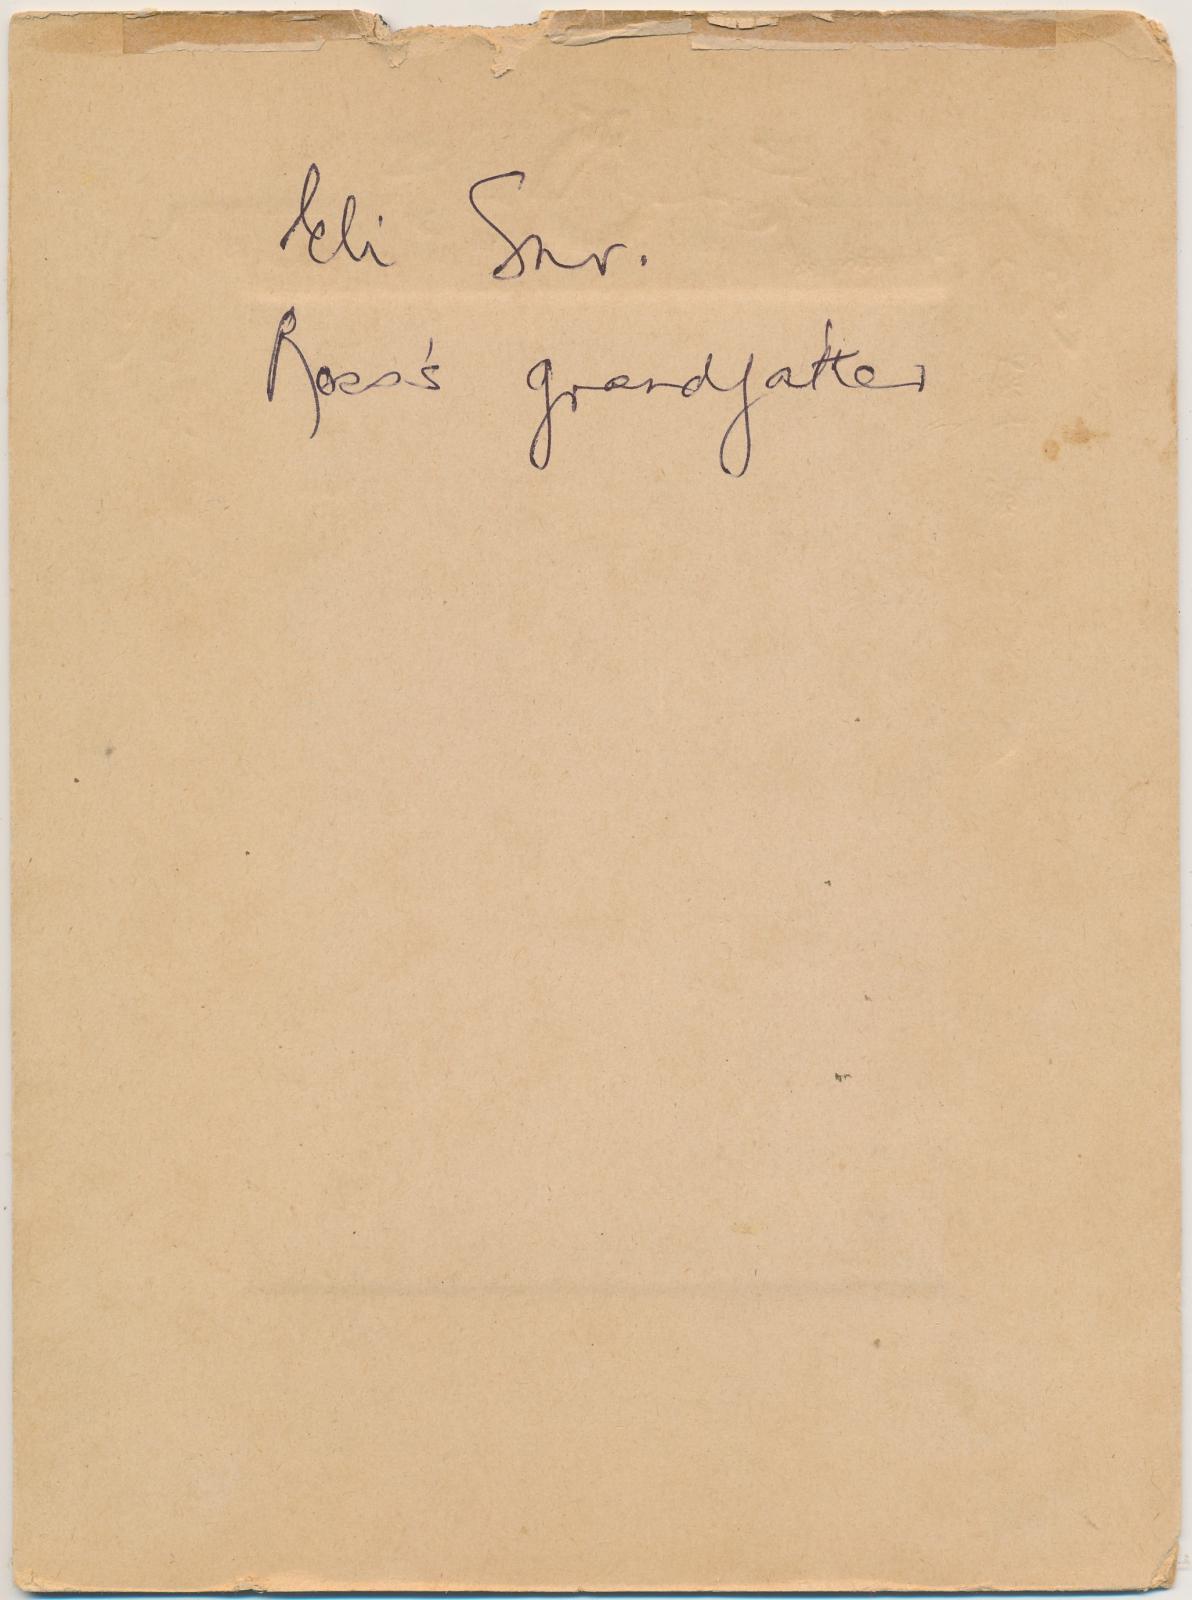 Eli Snr.
Ross's grandfather